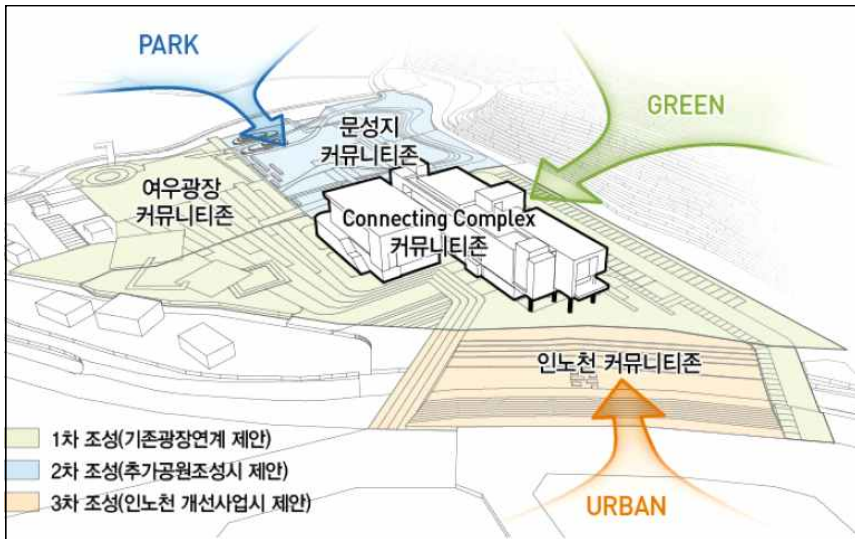 PARK
GREEN
문성지
커뮤니티존
여우광장
커뮤니티존
Connecting Complex
커뮤니티존
인노천 커뮤니티존
1차 조성(기존광장연계 제안)
2차 조성(추가공원조성시 제안)
3차 조성(인노천 개선사업시 제안)
URBAN